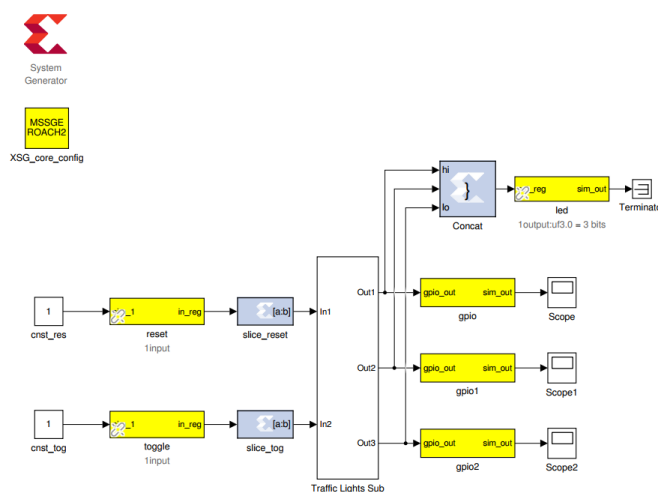 System
Generator
MSSGE
ROACH2
XSG_core_config
hi
}
lo
Concat
_reg sim_out
led
1output:uf3.0 = 3 bits
Terminato
1
cnst_res
_1 in_reg
reset
1input
[a:b]
slice_reset
In1
Out1
gpio_out sim_out
gpio
Scope
Out2
gpio_out sim_out
gpio1
Scope1
1
cnst_tog
_1 in_reg
toggle
1input
[a:b]
slice_tog
In2
Out3
gpio_out sim_out
gpio2
Scope2
Traffic Lights Sub